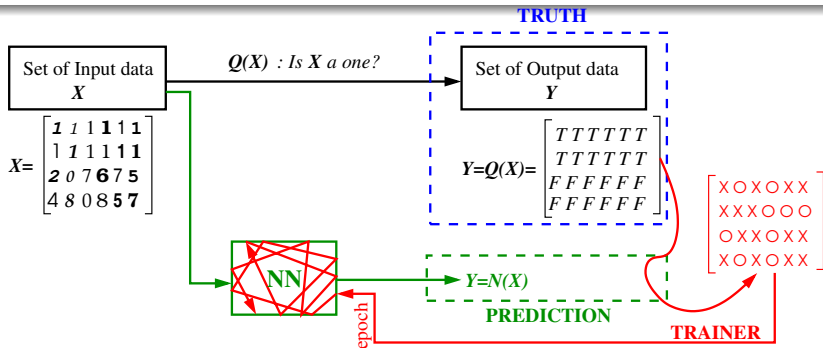 TRUTH
Set of Input data
X
Q(X) : Is X a one?
Set of Output data
Y
X=
1 1 1 1 1 1
1 1 1 1 1 1
2 0 7 6 7 5
4 8 0 8 5 7
Y=Q(X)=
T T T T T T
T T T T T T
F F F F F F
F F F F F F
X O X O X X
X X X O O O
O X X O X X
X O X O X X
NN
Y=N(X)
epoch
PREDICTION
TRAINER